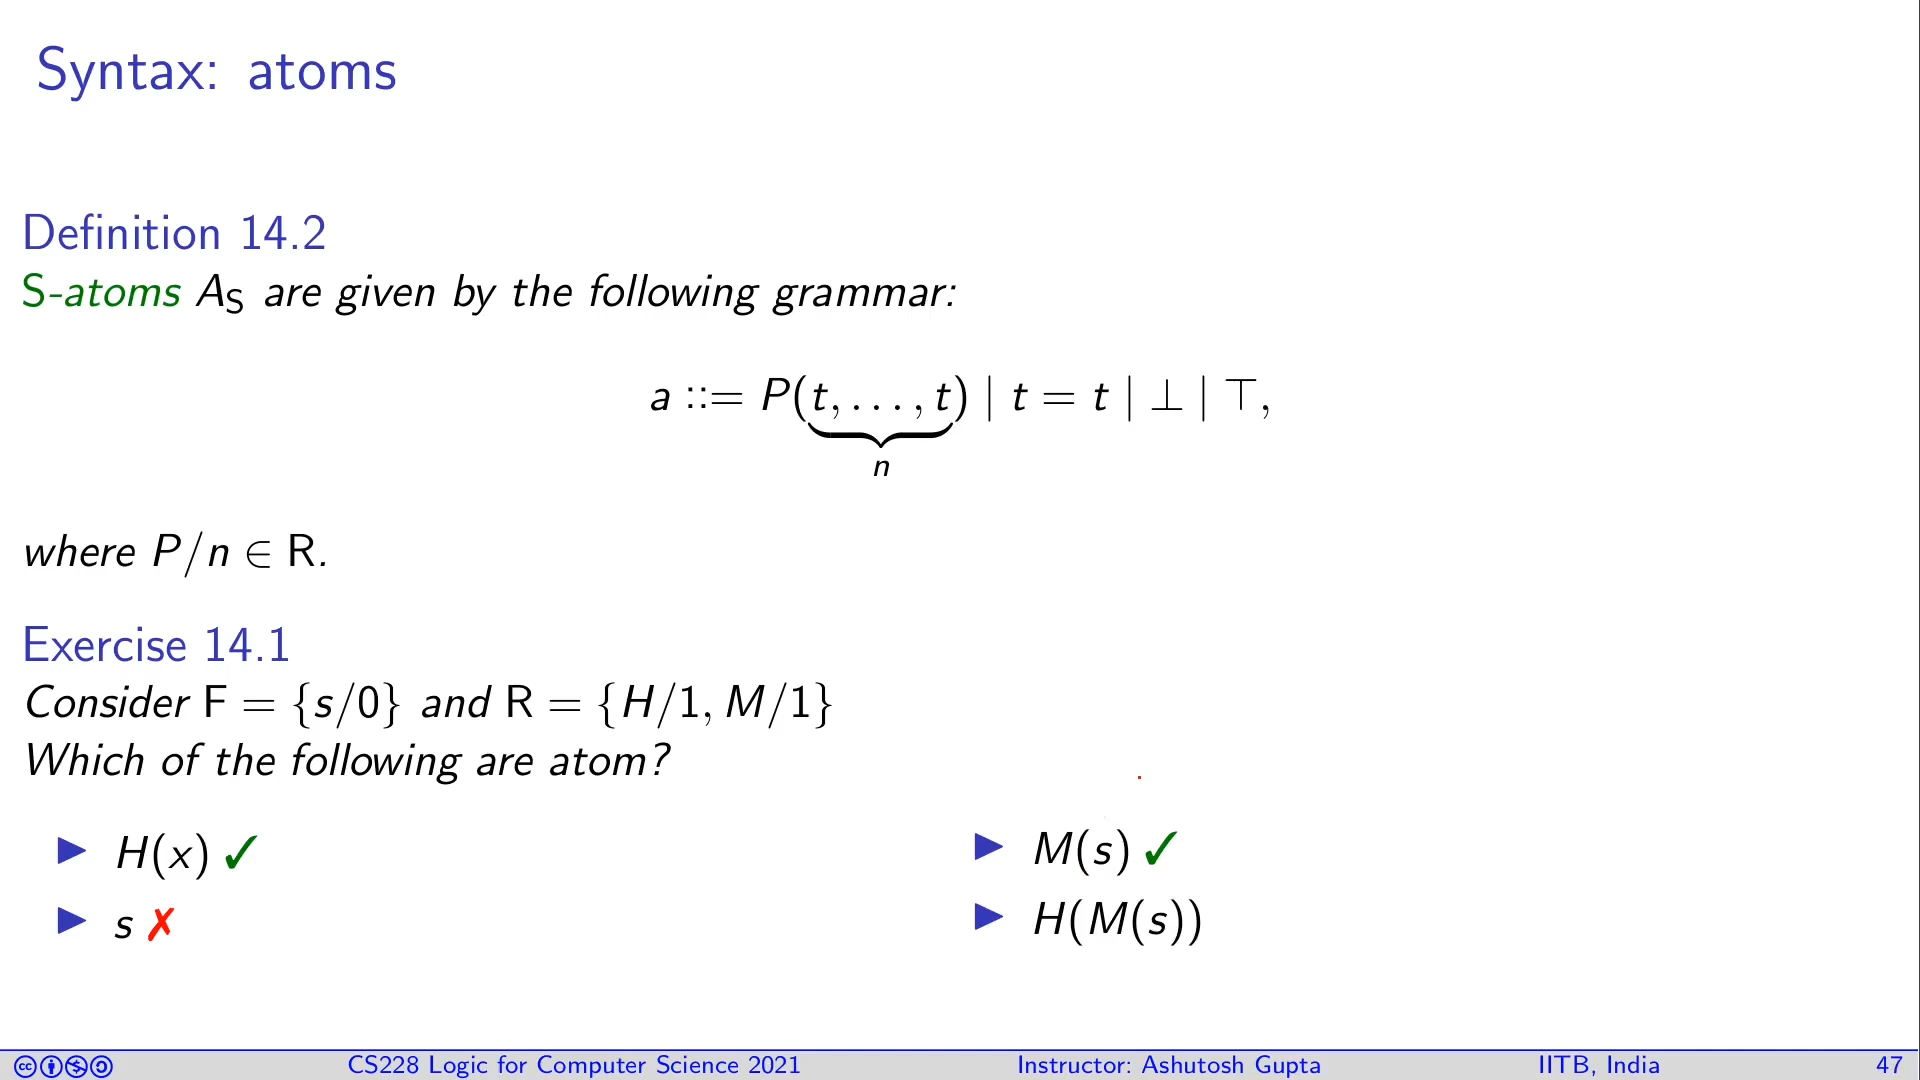 Syntax: atoms
Definition 14.2
S-atoms A_S are given by the following grammar:
a ::= P(t, . . . , t) | t = t | ⊥ | ⊤,
n
where P/n ∈ R.
Exercise 14.1
Consider F = {s/0} and R = {H/1, M/1}
Which of the following are atom?
▶ H(x) ✓
▶ s ✗
▶ M(s) ✓
▶ H(M(s))
CS228 Logic for Computer Science 2021 Instructor: Ashutosh Gupta IITB, India 47